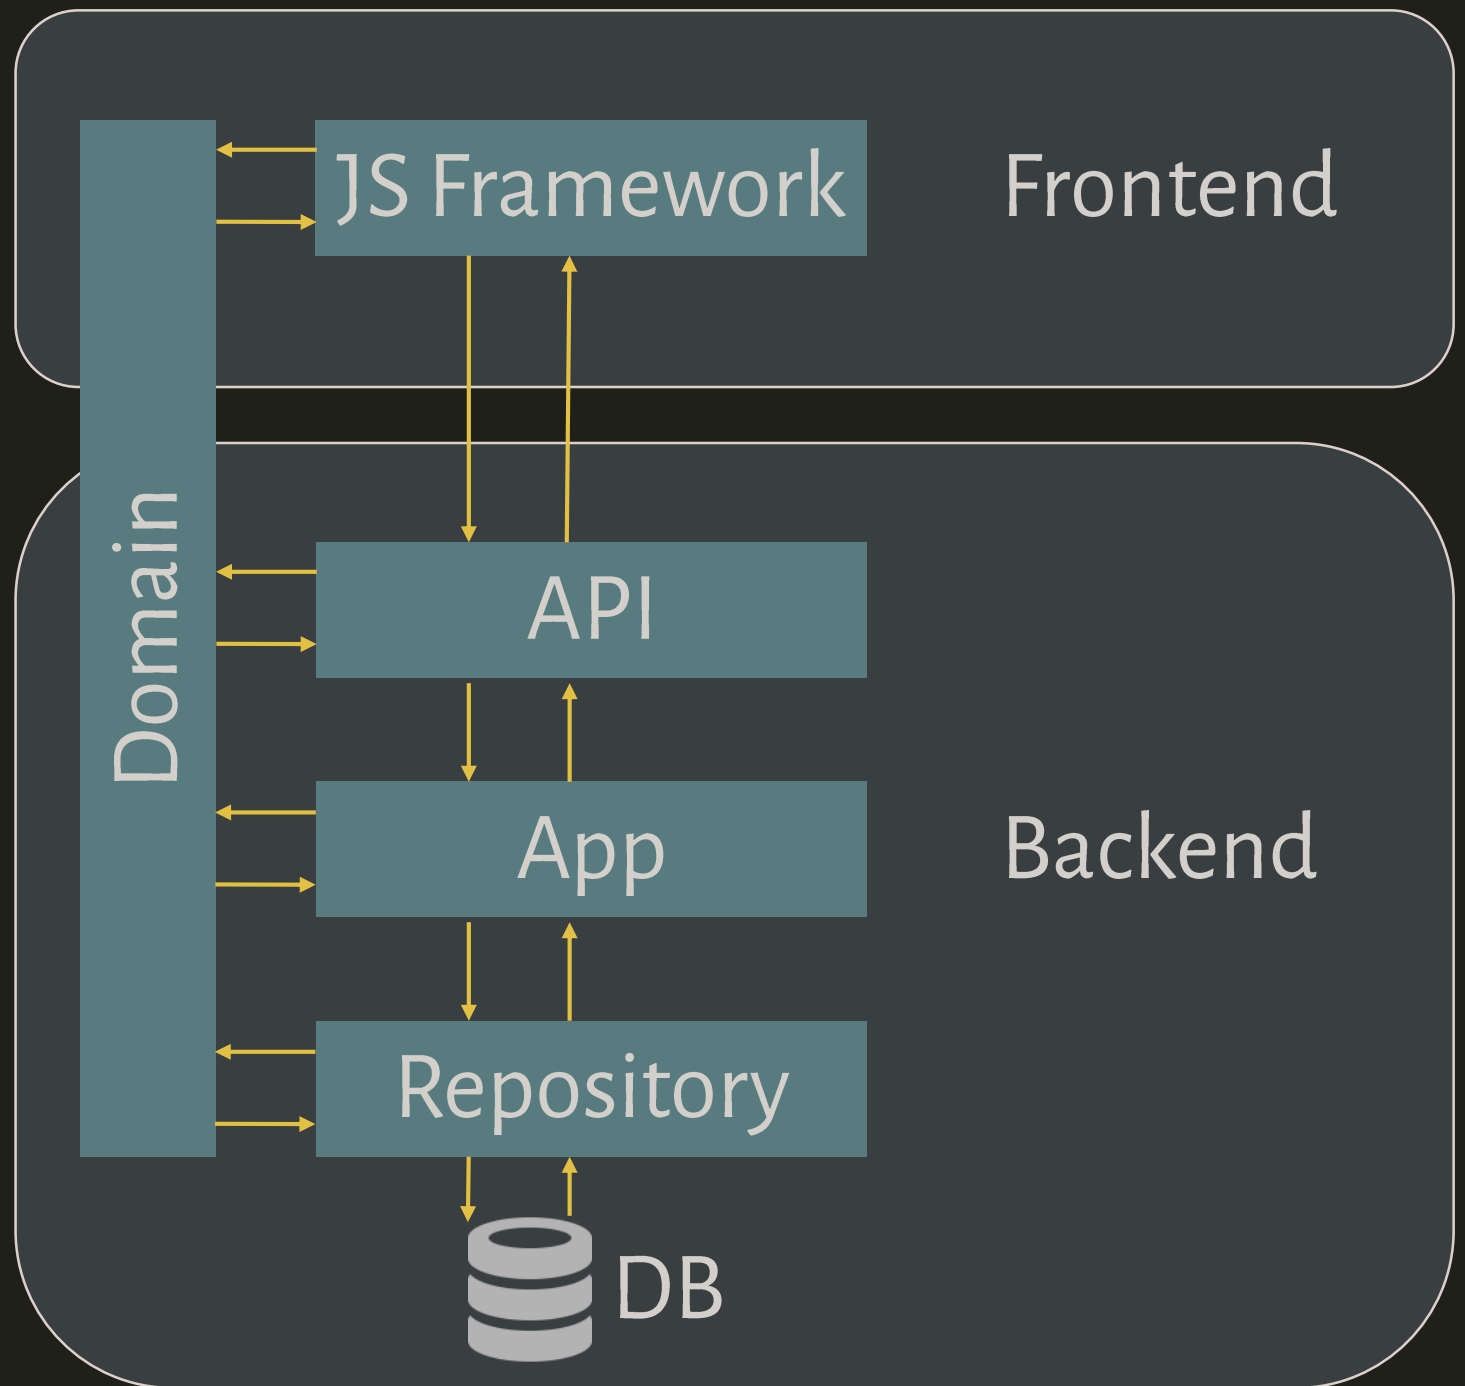 JS Framework
Frontend
Domain
API
App
Backend
Repository
DB